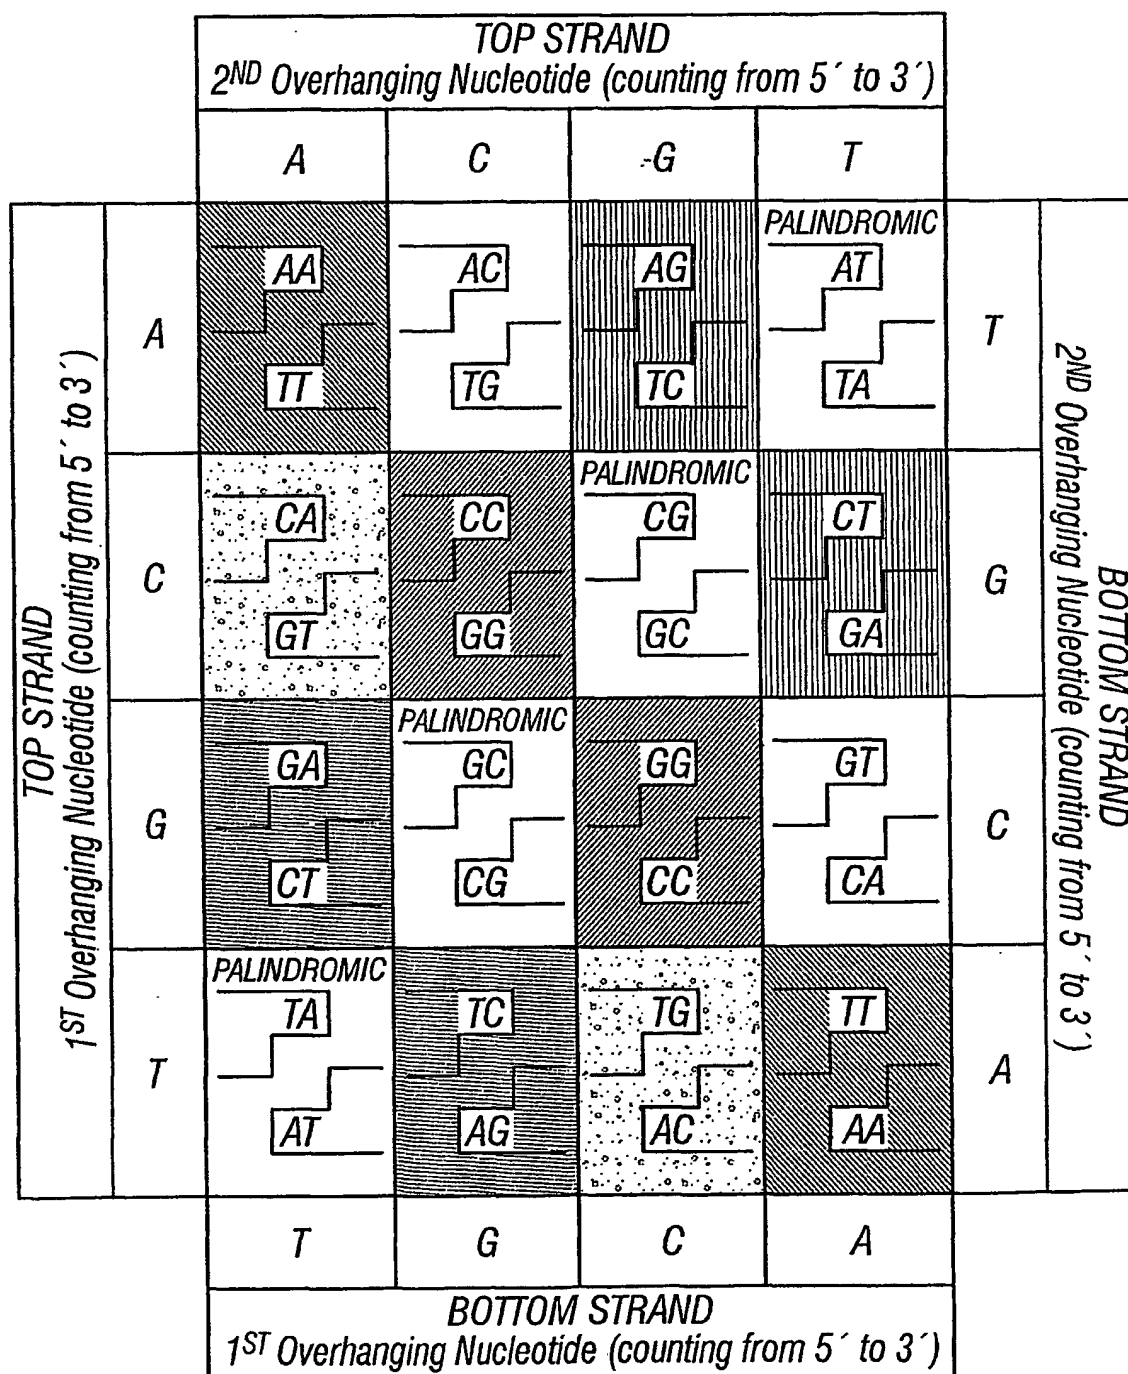 TOP STRAND
2ND Overhanging Nucleotide (counting from 5´ to 3´)
A C G T
TOP STRAND
1ST Overhanging Nucleotide (counting from 5´ to 3´)
PALINDROMIC
A AA AC AG AT T
TT TG TC TA
PALINDROMIC
C CA CC CG CT G
GT GG GC GA
PALINDROMIC
G GA GC GG GT C
CT CG CC CA
PALINDROMIC
T TA TC TG TT A
AT AG AC AA
BOTTOM STRAND
2ND Overhanging Nucleotide (counting from 5´ to 3´)
T G C A
BOTTOM STRAND
1ST Overhanging Nucleotide (counting from 5´ to 3´)